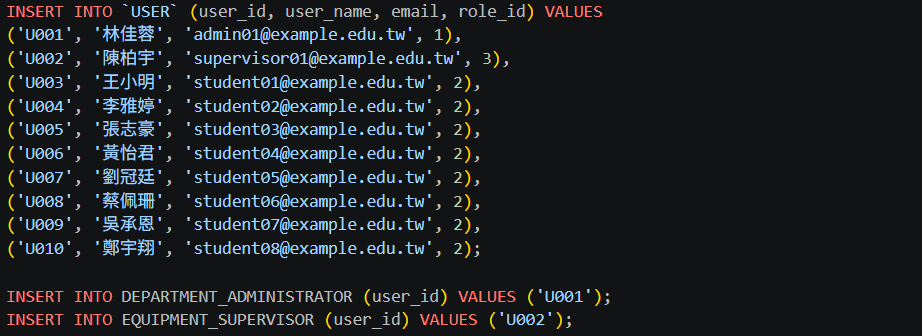 INSERT INTO `USER` (user_id, user_name, email, role_id) VALUES
('U001', '林佳蓉', 'admin01@example.edu.tw', 1),
('U002', '陳柏宇', 'supervisor01@example.edu.tw', 3),
('U003', '王小明', 'student01@example.edu.tw', 2),
('U004', '李雅婷', 'student02@example.edu.tw', 2),
('U005', '張志豪', 'student03@example.edu.tw', 2),
('U006', '黃怡君', 'student04@example.edu.tw', 2),
('U007', '劉冠廷', 'student05@example.edu.tw', 2),
('U008', '蔡佩珊', 'student06@example.edu.tw', 2),
('U009', '吳承恩', 'student07@example.edu.tw', 2),
('U010', '鄭宇翔', 'student08@example.edu.tw', 2);
INSERT INTO DEPARTMENT_ADMINISTRATOR (user_id) VALUES ('U001');
INSERT INTO EQUIPMENT_SUPERVISOR (user_id) VALUES ('U002');